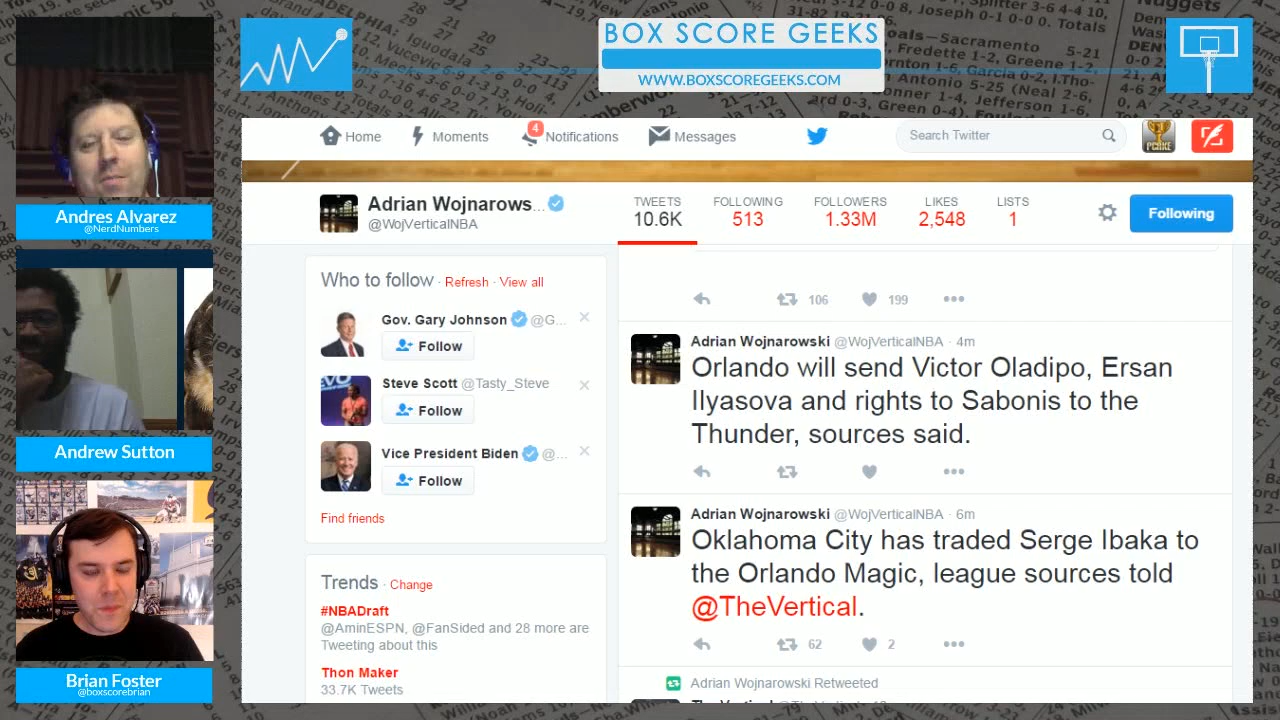 BOX SCORE GEEKS
WWW.BOXSCOREGEEKS.COM
Andres Alvarez
@NerdNumbers
Andrew Sutton
Brian Foster
@boxscorebrian
Home
Moments
4
Notifications
Messages
Search Twitter
Adrian Wojnarows...
@WojVerticalNBA
TWEETS
10.6K
FOLLOWING
513
FOLLOWERS
1.33M
LIKES
2,548
LISTS
1
Following
Who to follow · Refresh · View all
Gov. Gary Johnson @G...
Follow
Steve Scott @Tasty_Steve
Follow
Vice President Biden @...
Follow
Find friends
Trends · Change
#NBADraft
@AminESPN, @FanSided and 28 more are
Tweeting about this
Thon Maker
33.7K Tweets
106 199
Adrian Wojnarowski @WojVerticalNBA · 4m
Orlando will send Victor Oladipo, Ersan
Ilyasova and rights to Sabonis to the
Thunder, sources said.
Adrian Wojnarowski @WojVerticalNBA · 6m
Oklahoma City has traded Serge Ibaka to
the Orlando Magic, league sources told
@TheVertical.
62 2
Adrian Wojnarowski Retweeted